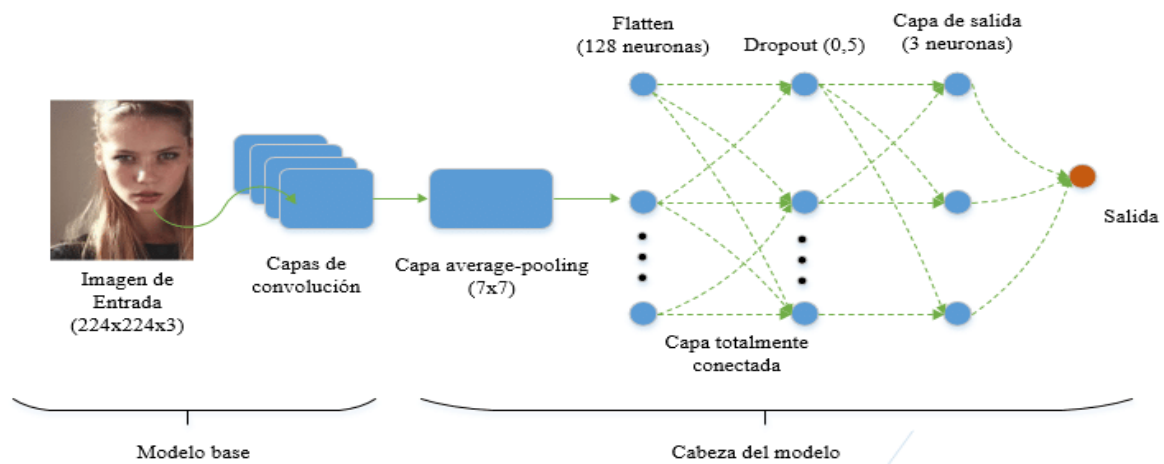 Flatten
(128 neuronas)
Dropout (0,5)
Capa de salida
(3 neuronas)
Imagen de
Entrada
(224x224x3)
Capas de
convolución
Capa average-pooling
(7x7)
Salida
Capa totalmente
conectada
Modelo base
Cabeza del modelo